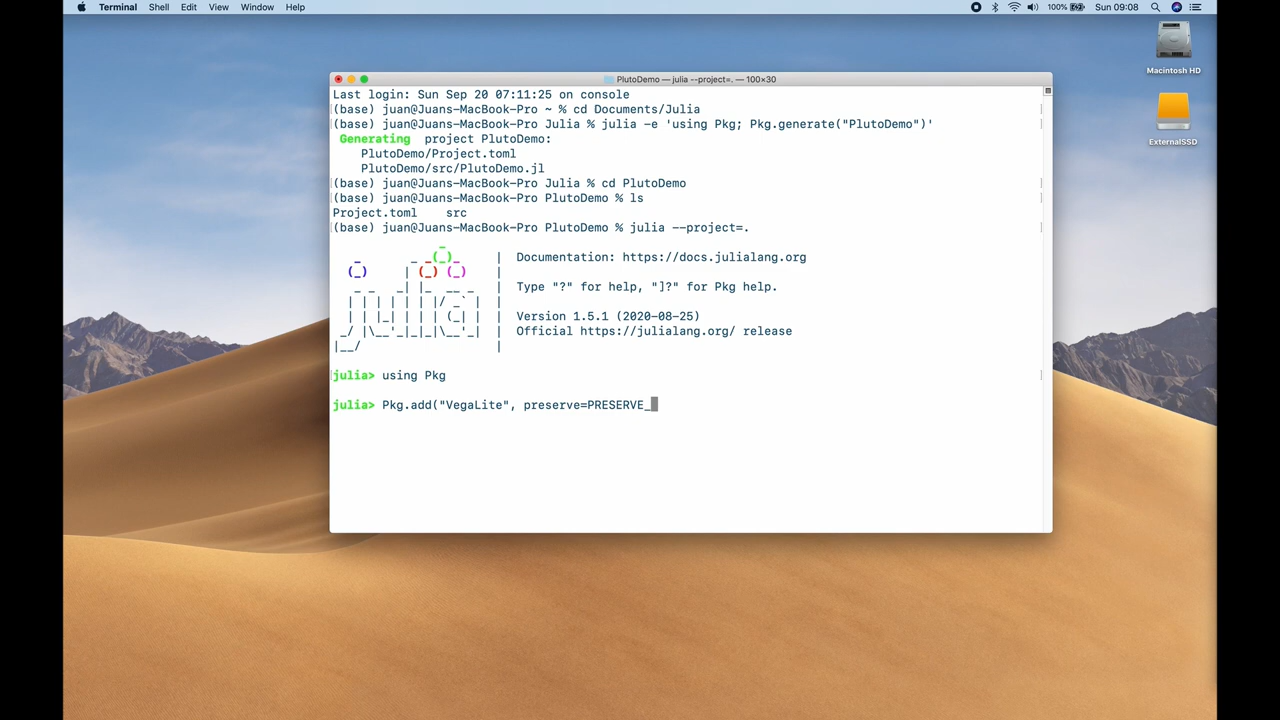 Terminal Shell Edit View Window Help 100% Sun 09:08
Macintosh HD
ExternalSSD
PlutoDemo — julia --project=. — 100×30
Last login: Sun Sep 20 07:11:25 on console
(base) juan@Juans-MacBook-Pro ~ % cd Documents/Julia
(base) juan@Juans-MacBook-Pro Julia % julia -e 'using Pkg; Pkg.generate("PlutoDemo")'
Generating project PlutoDemo:
PlutoDemo/Project.toml
PlutoDemo/src/PlutoDemo.jl
(base) juan@Juans-MacBook-Pro Julia % cd PlutoDemo
(base) juan@Juans-MacBook-Pro PlutoDemo % ls
Project.toml src
(base) juan@Juans-MacBook-Pro PlutoDemo % julia --project=.
Documentation: https://docs.julialang.org
Type "?" for help, "]?" for Pkg help.
Version 1.5.1 (2020-08-25)
Official https://julialang.org/ release
julia> using Pkg
julia> Pkg.add("VegaLite", preserve=PRESERVE_